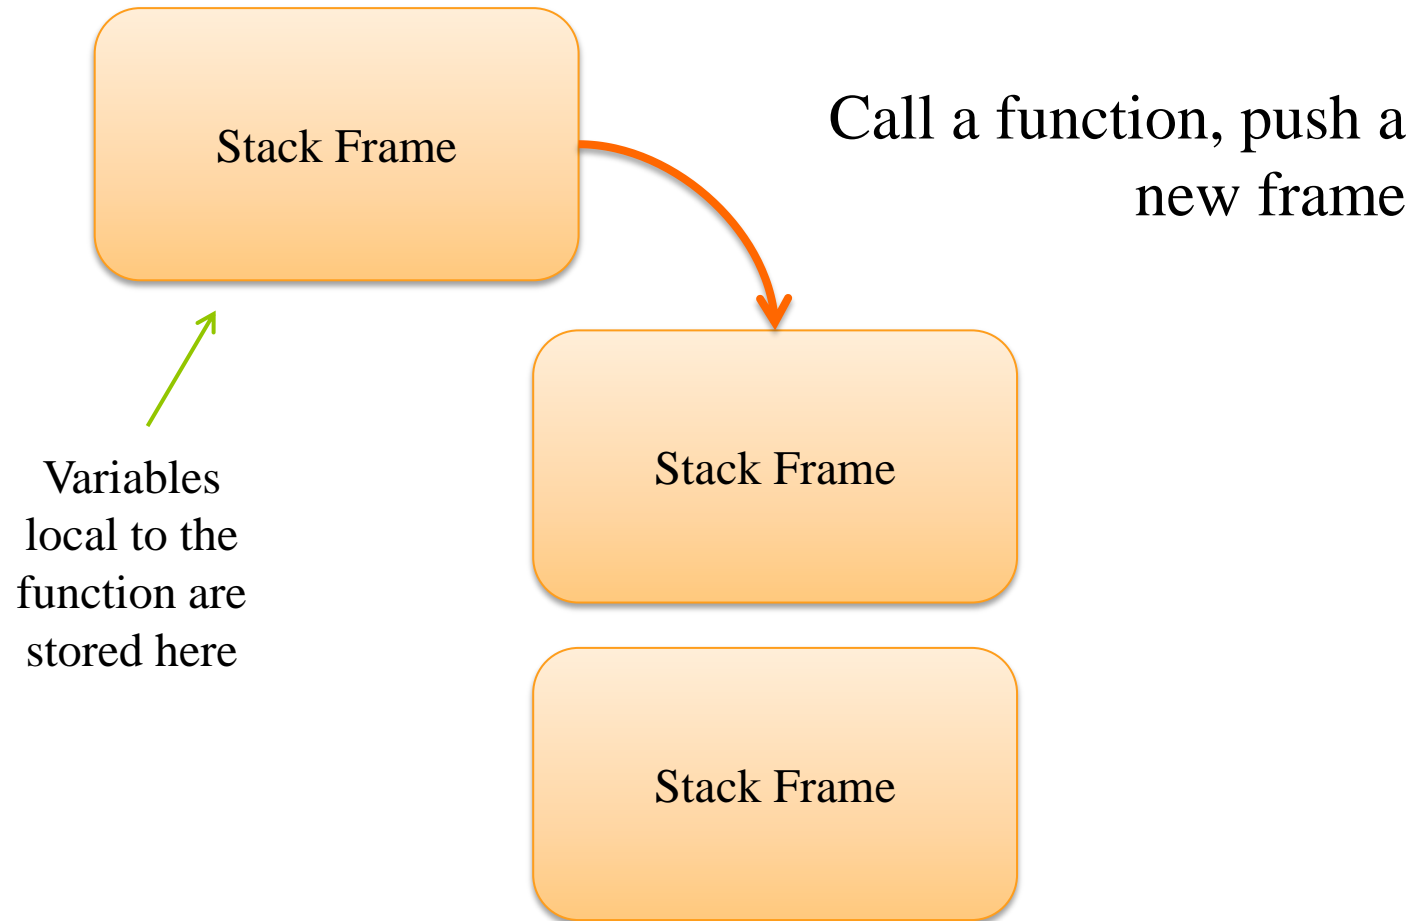 Stack Frame
Call a function, push a
new frame
Stack Frame
Variables
local to the
function are
stored here
Stack Frame